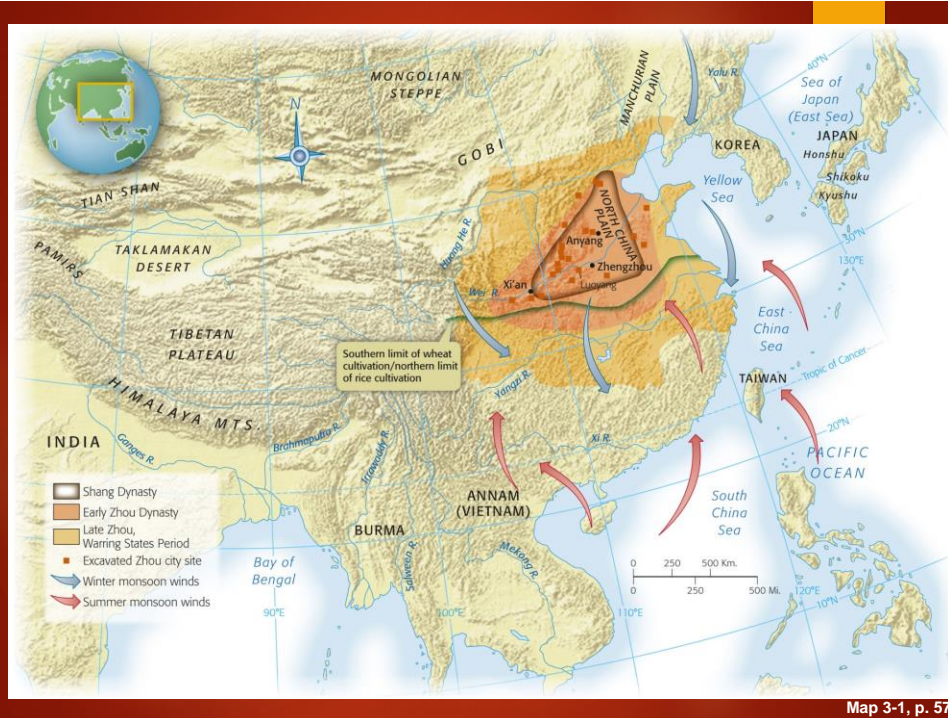 MONGOLIAN
STEPPE
MANCHURIAN
PLAIN
Yalu R.
40°N
Sea of
Japan
(East Sea)
JAPAN
Honshu
Shikoku
Kyushu
KOREA
N
GOBI
TIAN SHAN
Yellow
Sea
NORTH CHINA
PLAIN
Huang He R.
PAMIRS
TAKLAMAKAN
DESERT
Anyang
Zhengzhou
Luoyang
Xi'an
Wei R.
30°N
130°E
TIBETAN
PLATEAU
East
China
Sea
Southern limit of wheat
cultivation/northern limit
of rice cultivation
Yangzi R.
TAIWAN
Tropic of Cancer
HIMALAYA MTS.
INDIA
Ganges R.
Brahmaputra R.
Irrawaddy R.
Xi R.
20°N
PACIFIC
OCEAN
Shang Dynasty
Early Zhou Dynasty
Late Zhou,
Warring States Period
Excavated Zhou city site
Winter monsoon winds
Summer monsoon winds
ANNAM
(VIETNAM)
BURMA
South
China
Sea
Bay of
Bengal
Salween R.
Mekong R.
0 250 500 Km.
0 250 500 Mi.
90°E
100°E
110°E
120°E
10°N
Map 3-1, p. 57